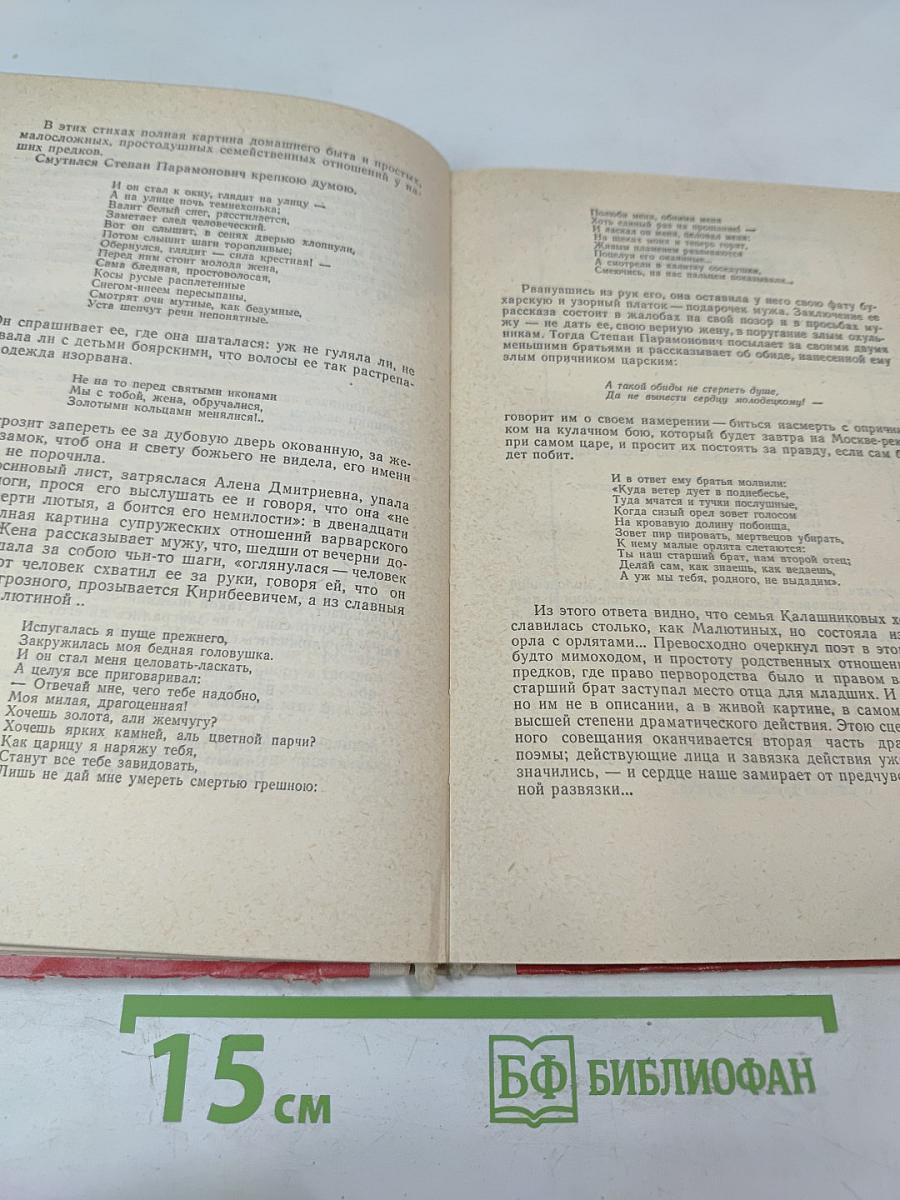 В этих стихах полная картина домашнего быта и простых,
малосложных, простодушных семейственных отношений у на-
ших предков.
Смутился Степан Парамонович крепкою думою,
И он стал к окну, глядит на улицу —
А на улице ночь темнехонька;
Валит белый снег, расстилается,
Заметает след человеческий.
Вот он слышит, в сенях дверью хлопнули,
Потом слышит шаги торопливые;
Обернулся, глядит — сила крестная! —
Перед ним стоит молода жена,
Сама бледная, простоволосая,
Косы русые расплетенные
Снегом-инеем пересыпаны,
Смотрят очи мутные, как безумные,
Уста шепчут речи непонятные.
Он спрашивает ее, где она шаталася: уж не гуляла ли, не
вала ли с детьми боярскими, что волосы ее так растрепа-
одежда изорвана.
Не на то перед святыми иконами
Мы с тобой, жена, обручалися,
Золотыми кольцами менялися!..
грозит запереть ее за дубовую дверь окованную, за же-
замок, чтоб она и свету божьего не видела, его имени
не порочила.
осиновый лист, затряслася Алена Дмитриевна, упала
ноги, прося его выслушать ее и говоря, что она «не
ерти лютыя, а боится его немилости»: в двенадцати
лная картина супружеских отношений варварского
Жена рассказывает мужу, что, шедши от вечерни до-
шала за собою чьи-то шаги, «оглянулася — человек
от человек схватил ее за руки, говоря ей, что он
грозного, прозывается Кирибеевичем, а из славныя
лютиной ..
Испугалась я пуще прежнего,
Закружилась моя бедная головушка.
И он стал меня целовать-ласкать,
А целуя все приговаривал:
— Отвечай мне, чего тебе надобно,
Моя милая, драгоценная!
Хочешь золота, али жемчугу?
Хочешь ярких камней, аль цветной парчи?
Как царицу я наряжу тебя,
Станут все тебе завидовать,
Лишь не дай мне умереть смертью грешною:
Полюби меня, обними меня
Хоть единый раз на прощание! —
И ласкал он меня, целовал меня:
На щеках моих и теперь горят,
Живым пламенем разливаются
Поцелуи его окаянные...
А смотрели в калитку соседушки,
Смеючись, на нас пальцем показывали...
Рванувшись из рук его, она оставила у него свою фату бу-
харскую и узорный платок — подарочек мужа. Заключение ее
рассказа состоит в жалобах на свой позор и в просьбах му-
жу — не дать ее, свою верную жену, в поругание злым охуль-
никам. Тогда Степан Парамонович посылает за своими двумя
меньшими братьями и рассказывает об обиде, нанесенной ему
злым опричником царским:
А такой обиды не стерпеть душе,
Да не вынести сердцу молодецкому! —
говорит им о своем намерении — биться насмерть с опрични
ком на кулачном бою, который будет завтра на Москве-реке
при самом царе, и просит их постоять за правду, если сам б
дет побит.
И в ответ ему братья молвили:
«Куда ветер дует в поднебесье,
Туда мчатся и тучки послушные,
Когда сизый орел зовет голосом
На кровавую долину побоища,
Зовет пир пировать, мертвецов убирать,
К нему малые орлята слетаются:
Ты наш старший брат, нам второй отец;
Делай сам, как знаешь, как ведаешь,
А уж мы тебя, родного, не выдадим».
Из этого ответа видно, что семья Калашниковых хо
славилась столько, как Малютиных, но состояла из
орла с орлятами... Превосходно очеркнул поэт в этом
будто мимоходом, и простоту родственных отношени
предков, где право первородства было и правом в
старший брат заступал место отца для младших. И
но им не в описании, а в живой картине, в самом
высшей степени драматического действия. Этою сце
ного совещания оканчивается вторая часть дра
поэмы; действующие лица и завязка действия уж
значились, — и сердце наше замирает от предчувс
ной развязки...
15 см
БФ БИБЛИОФАН